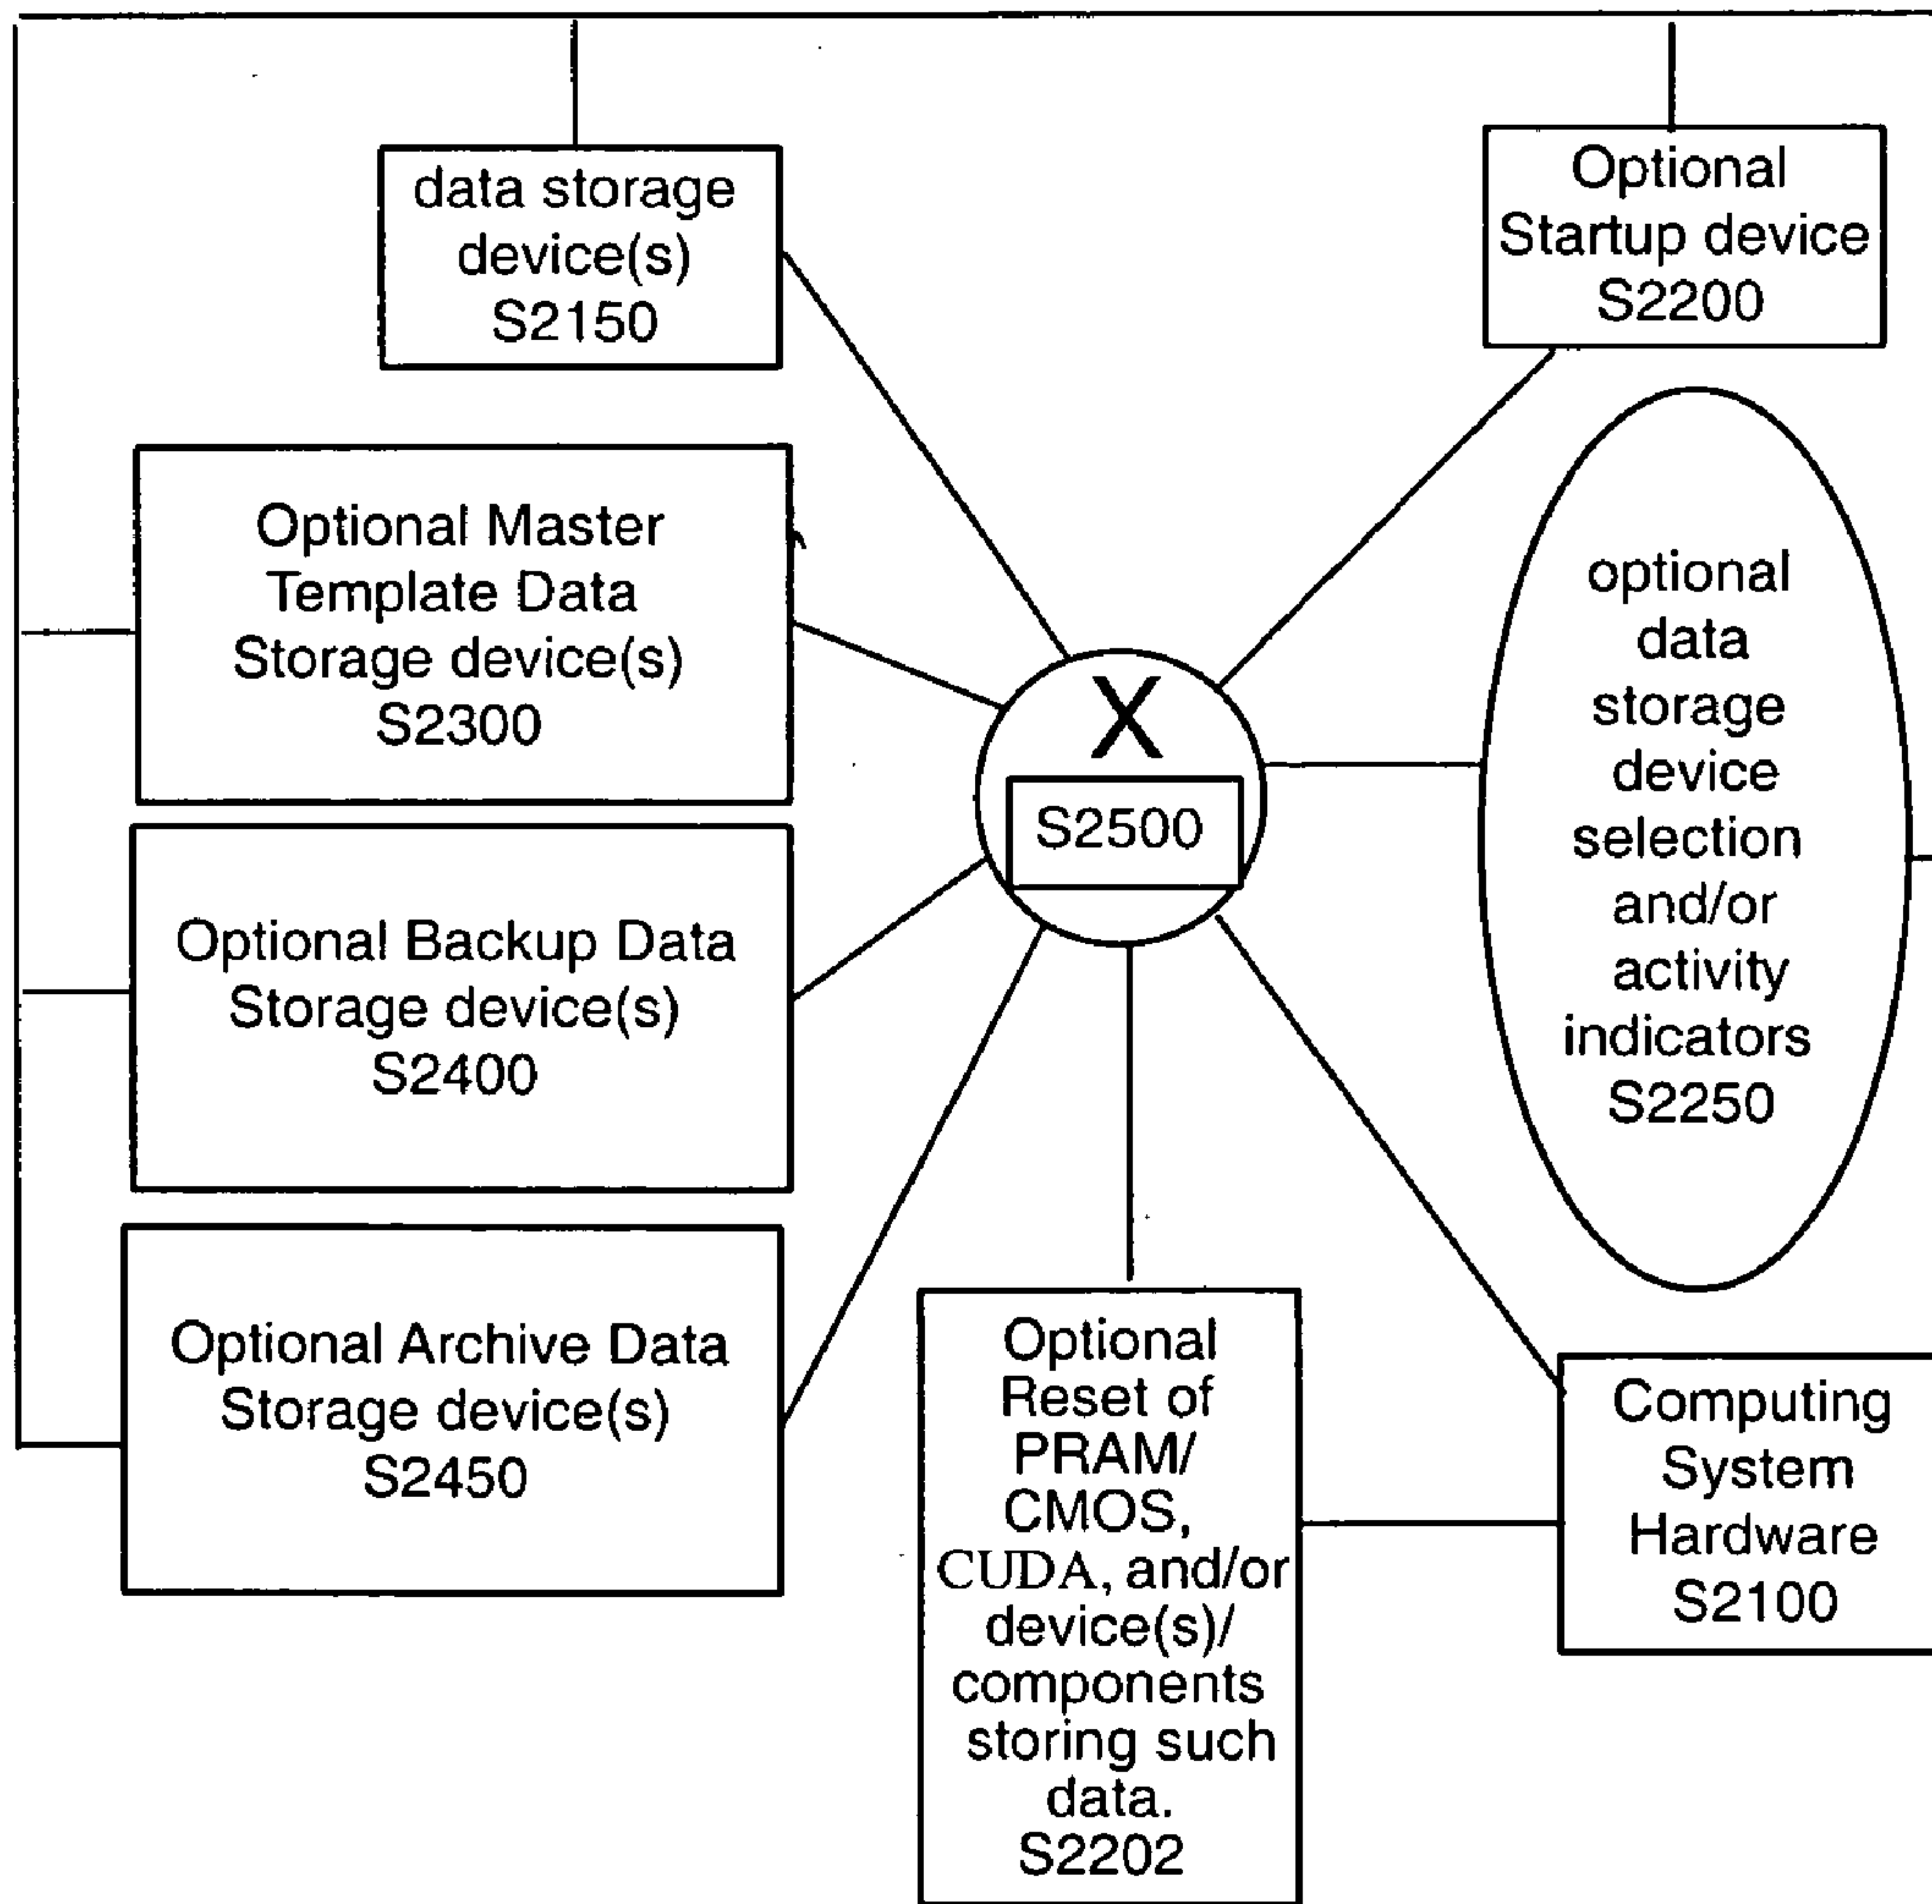 data storage
device(s)
S2150
Optional
Startup device
S2200
Optional Master
Template Data
Storage device(s)
S2300
X
S2500
optional
data
storage
device
selection
and/or
activity
indicators
S2250
Optional Backup Data
Storage device(s)
S2400
Optional Archive Data
Storage device(s)
S2450
Optional
Reset of
PRAM/
CMOS,
CUDA, and/or
device(s)/
components
storing such
data.
S2202
Computing
System
Hardware
S2100